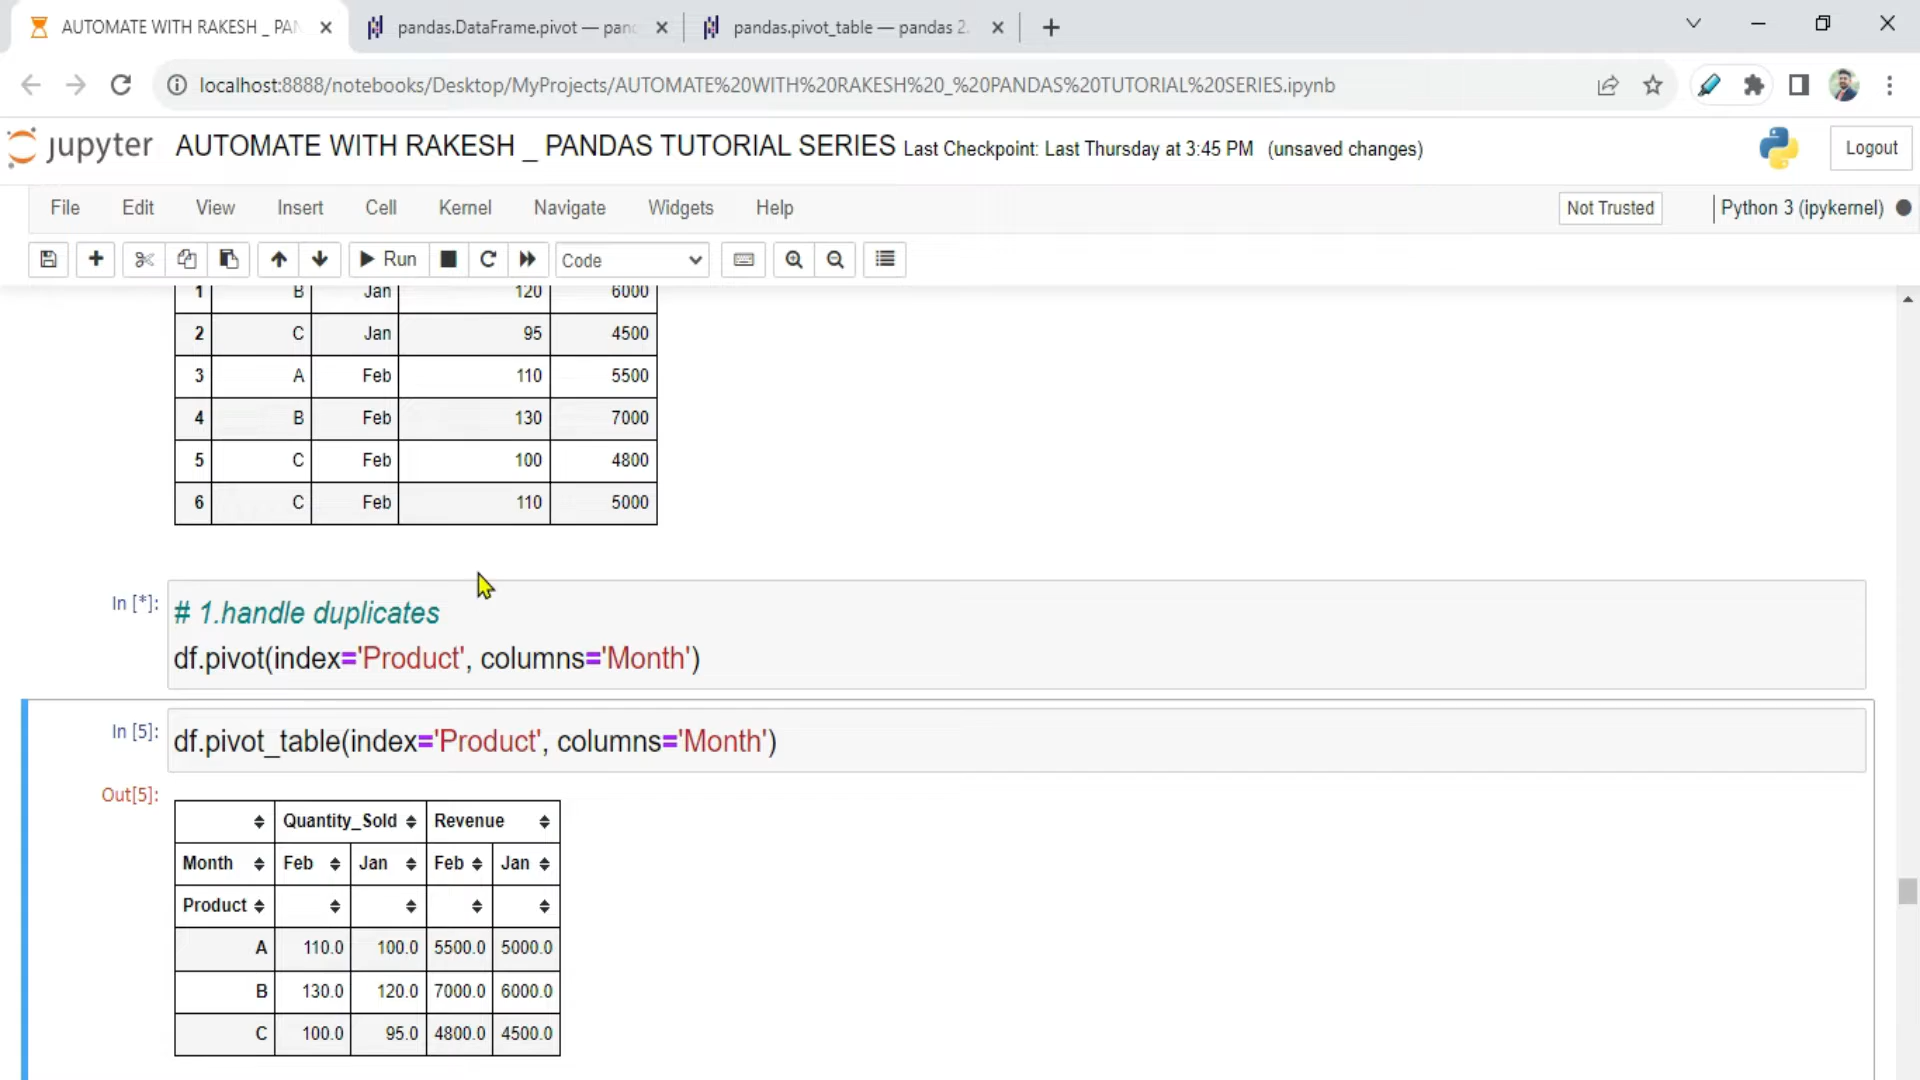 AUTOMATE WITH RAKESH _ PAN
pandas.DataFrame.pivot — pand
pandas.pivot_table — pandas 2.
localhost:8888/notebooks/Desktop/MyProjects/AUTOMATE%20WITH%20RAKESH%20_%20PANDAS%20TUTORIAL%20SERIES.ipynb
jupyter AUTOMATE WITH RAKESH _ PANDAS TUTORIAL SERIES Last Checkpoint: Last Thursday at 3:45 PM (unsaved changes) Logout
File Edit View Insert Cell Kernel Navigate Widgets Help Not Trusted Python 3 (ipykernel)
Run Code
1 B Jan 120 6000
2 C Jan 95 4500
3 A Feb 110 5500
4 B Feb 130 7000
5 C Feb 100 4800
6 C Feb 110 5000
In [*]: # 1.handle duplicates
df.pivot(index='Product', columns='Month')
In [5]: df.pivot_table(index='Product', columns='Month')
Out[5]:
Quantity_Sold Revenue
Month Feb Jan Feb Jan
Product
A 110.0 100.0 5500.0 5000.0
B 130.0 120.0 7000.0 6000.0
C 100.0 95.0 4800.0 4500.0